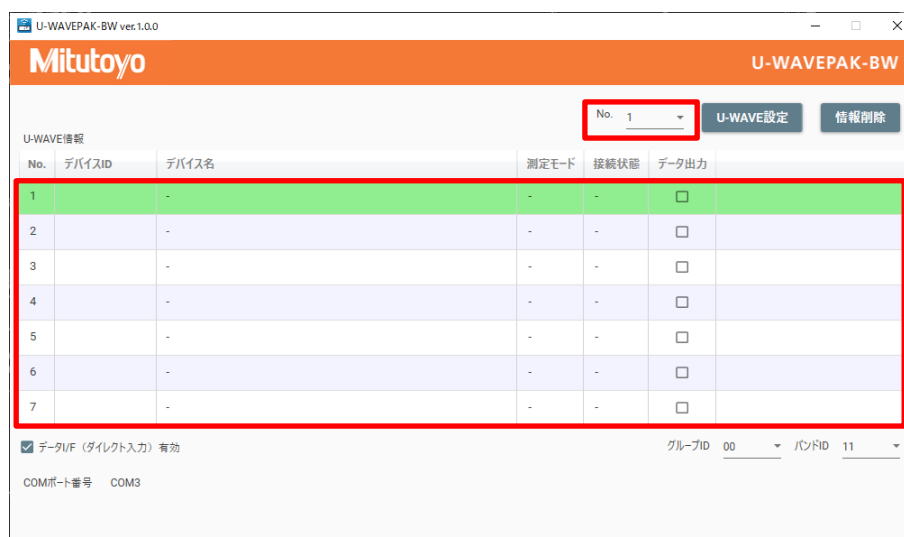 U-WAVEPAK-BW ver.1.0.0
Mitutoyo
U-WAVEPAK-BW
No. 1
U-WAVE設定
情報削除
U-WAVE情報
No. デバイスID デバイス名 測定モード 接続状態 データ出力
1 - - -
2 - - -
3 - - -
4 - - -
5 - - -
6 - - -
7 - - -
データI/F（ダイレクト入力）有効
グループID 00 バンドID 11
COMポート番号 COM3